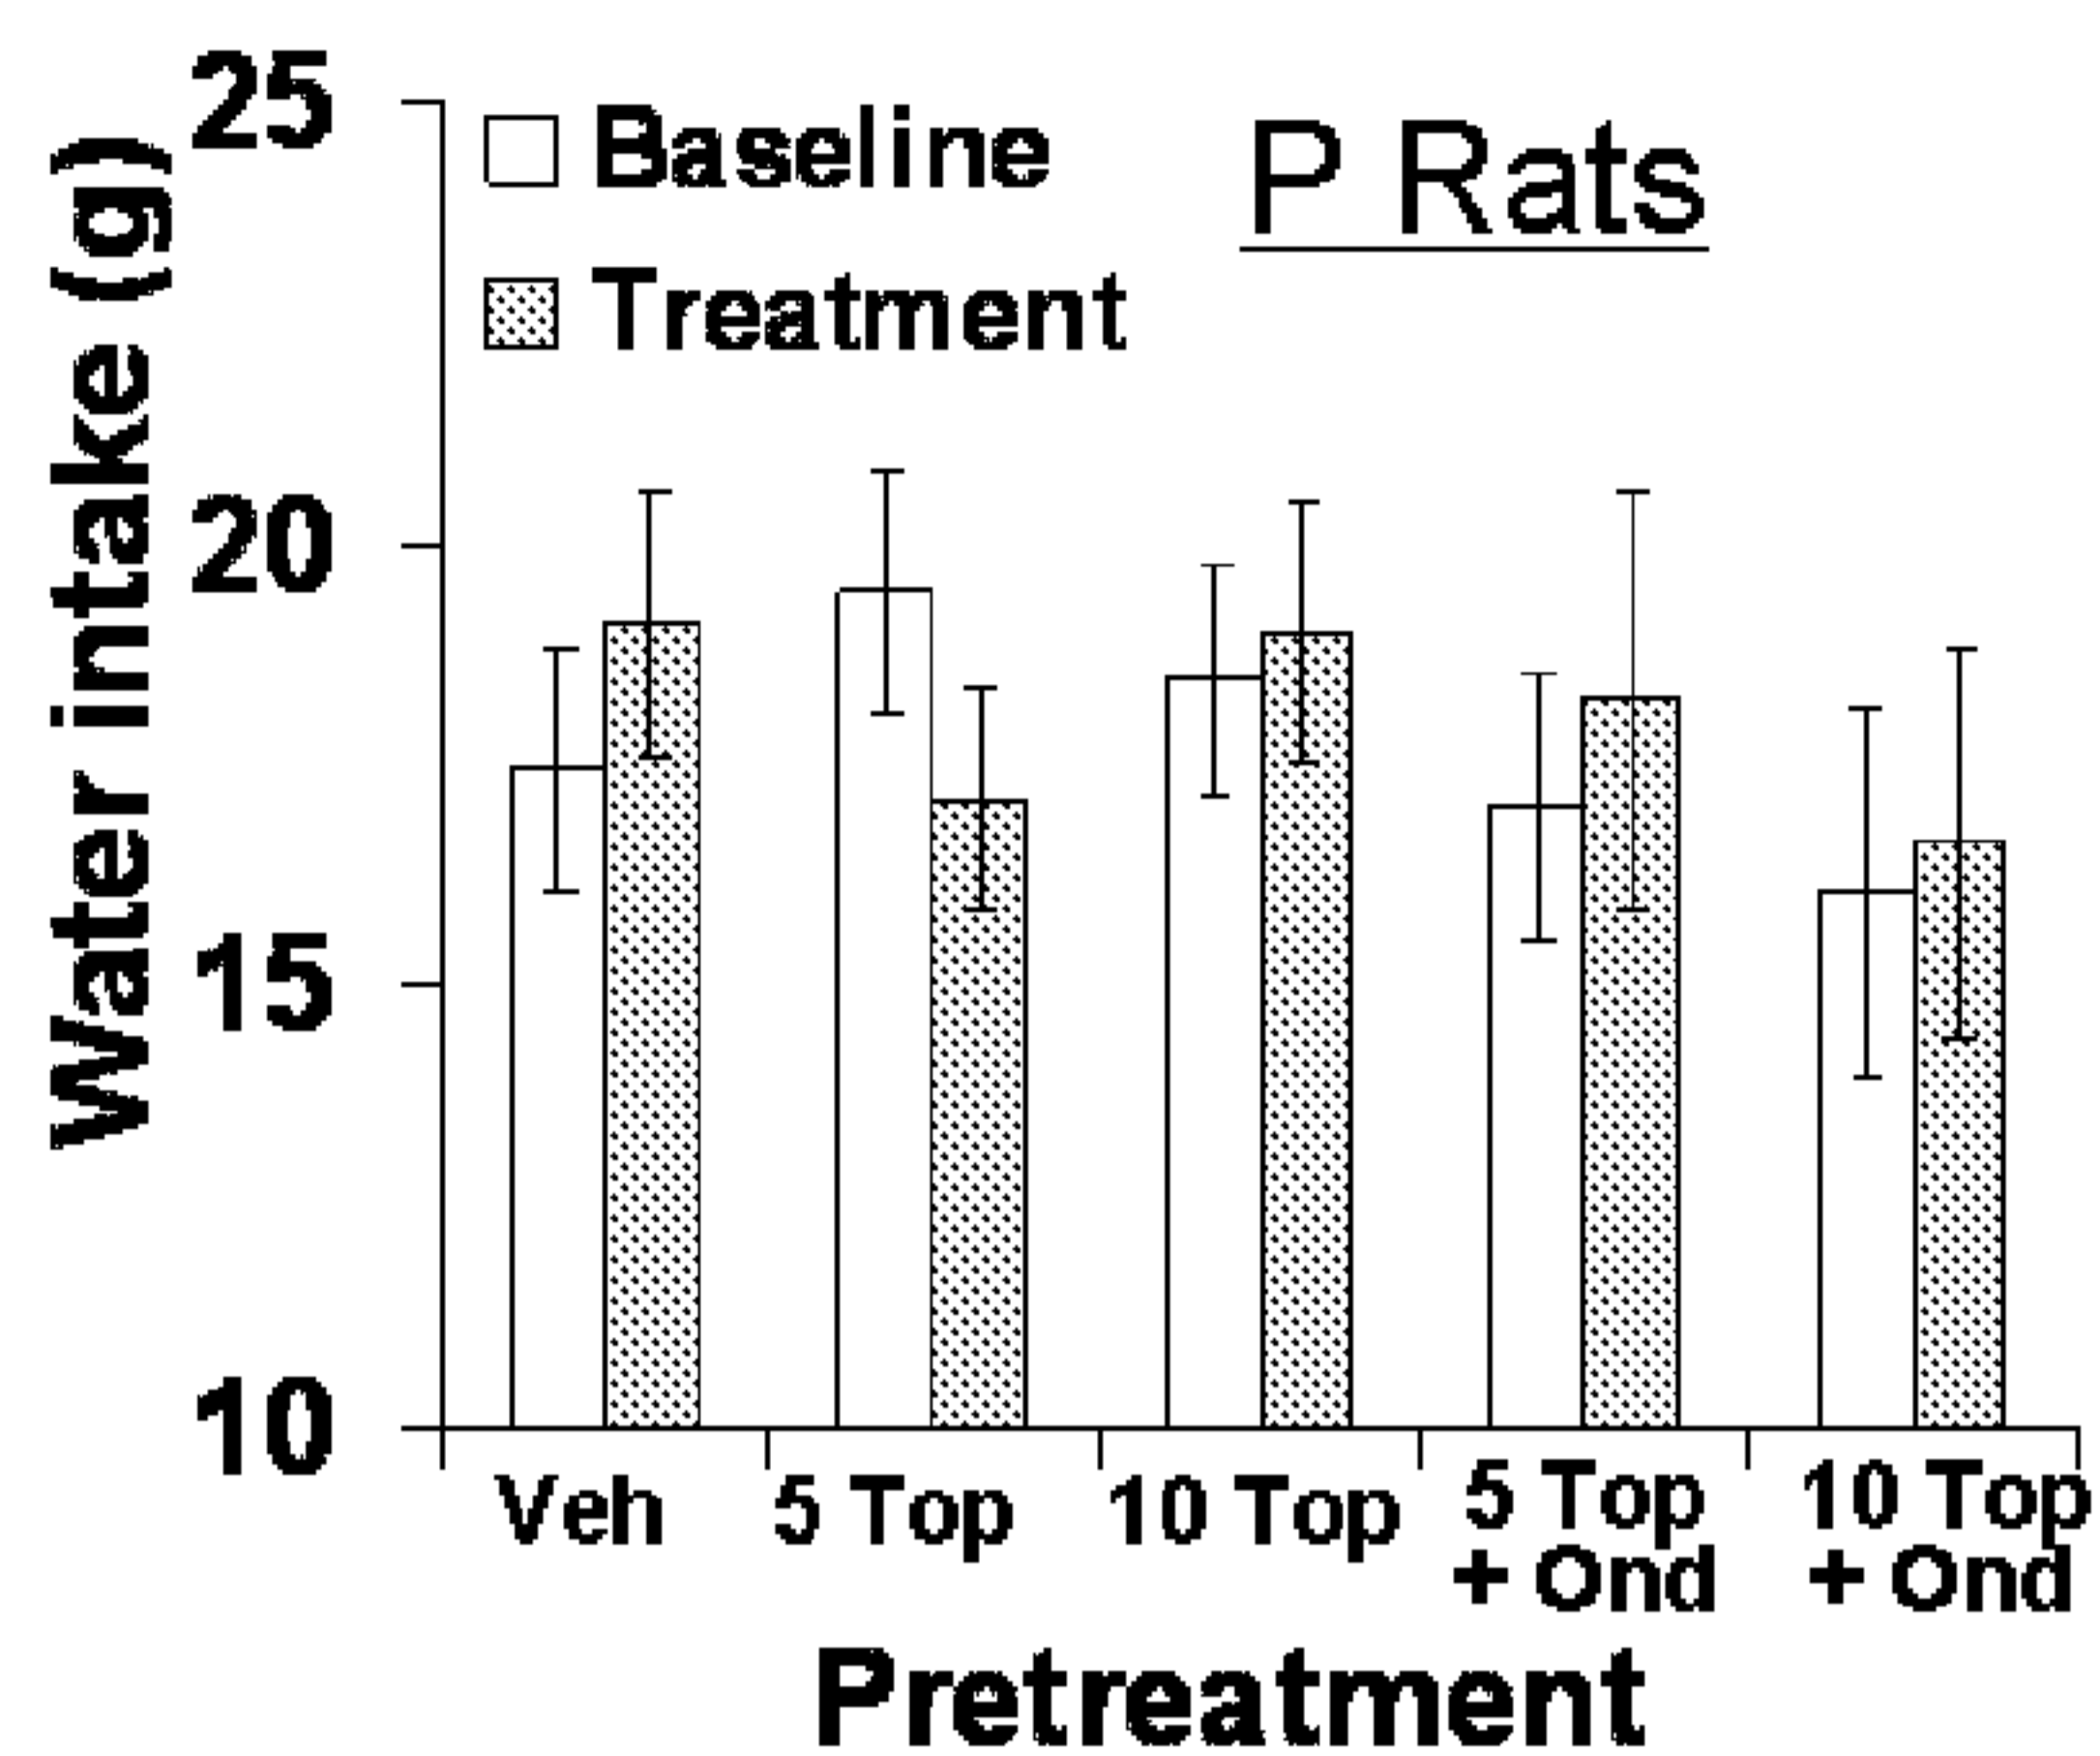 Water intake (g)
25
20
15
10
Baseline
Treatment
P Rats
Veh
5 Top
10 Top
5 Top
+ Ond
10 Top
+ Ond
Pretreatment